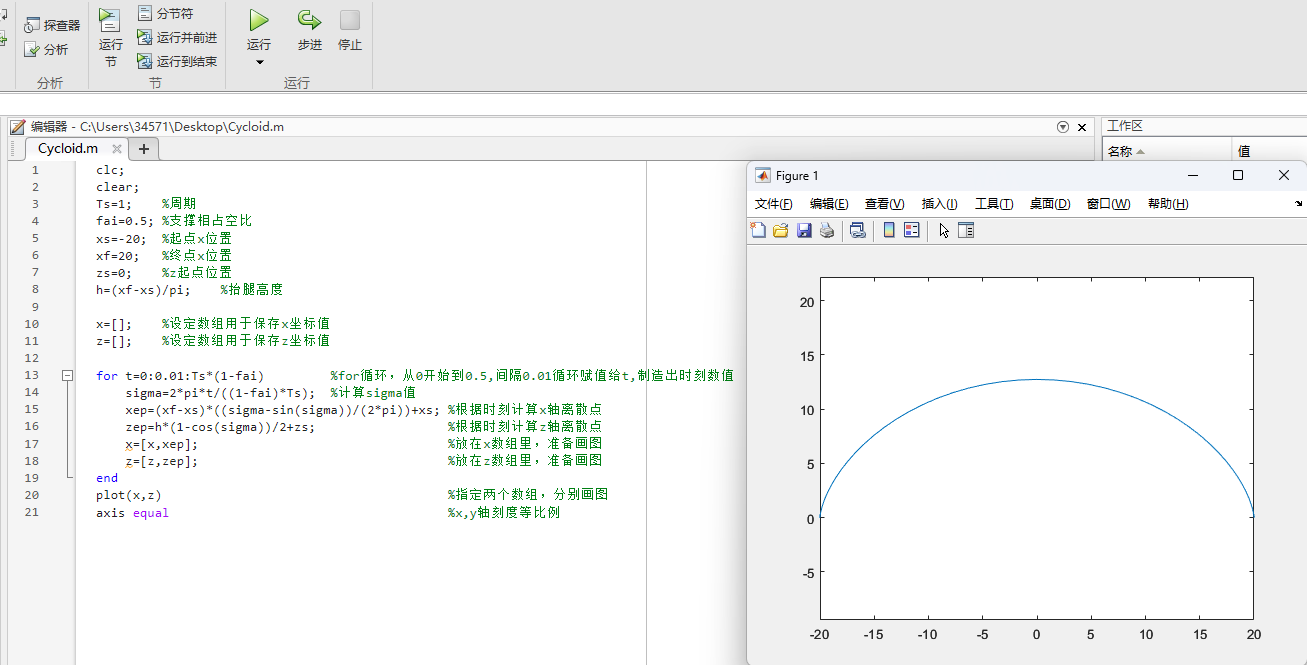 探查器
分析
分析
运行
节
分节符
运行并前进
运行到结束
节
运行
步进
停止
运行
编辑器 - C:\Users\34571\Desktop\Cycloid.m
Cycloid.m
1 clc;
2 clear;
3 Ts=1; %周期
4 fai=0.5; %支撑相占空比
5 xs=-20; %起点x位置
6 xf=20; %终点x位置
7 zs=0; %z起点位置
8 h=(xf-xs)/pi; %抬腿高度
9
10 x=[]; %设定数组用于保存x坐标值
11 z=[]; %设定数组用于保存z坐标值
12
13 for t=0:0.01:Ts*(1-fai) %for循环，从0开始到0.5,间隔0.01循环赋值给t,制造出时刻数值
14 sigma=2*pi*t/((1-fai)*Ts); %计算sigma值
15 xep=(xf-xs)*((sigma-sin(sigma))/(2*pi))+xs; %根据时刻计算x轴离散点
16 zep=h*(1-cos(sigma))/2+zs; %根据时刻计算z轴离散点
17 x=[x,xep]; %放在x数组里，准备画图
18 z=[z,zep]; %放在z数组里，准备画图
19 end
20 plot(x,z) %指定两个数组，分别画图
21 axis equal %x,y轴刻度等比例
工作区
名称 值
Figure 1
文件(F) 编辑(E) 查看(V) 插入(I) 工具(T) 桌面(D) 窗口(W) 帮助(H)
20
15
10
5
0
-5
-20 -15 -10 -5 0 5 10 15 20